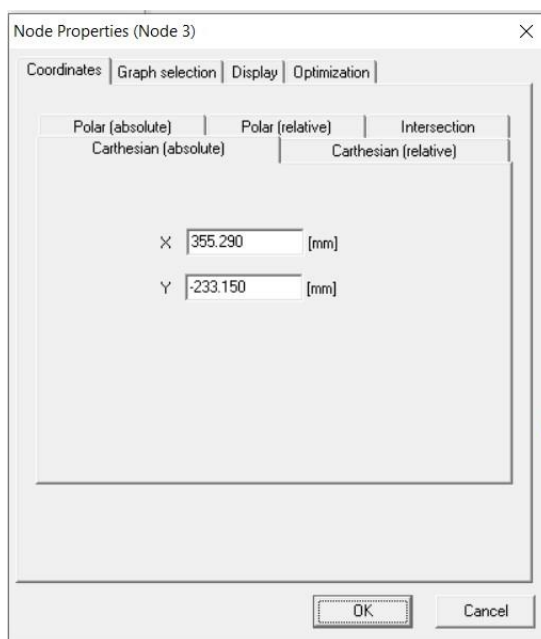 Node Properties (Node 3)
Coordinates Graph selection Display Optimization
Polar (absolute) Polar (relative) Intersection
Carthesian (absolute) Carthesian (relative)
X 355.290 [mm]
Y -233.150 [mm]
OK Cancel